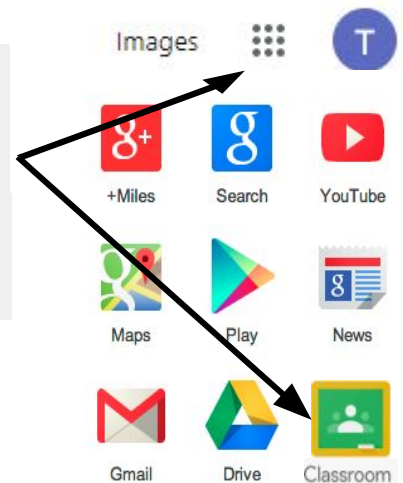 Images T
g+ g
+Miles Search YouTube
g
Maps Play News
Gmail Drive Classroom